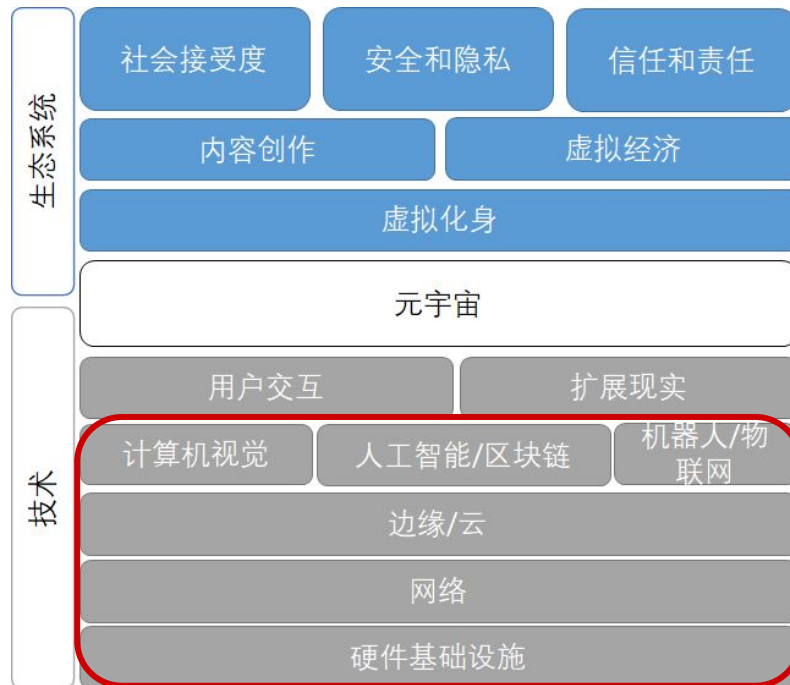 生态系统
社会接受度
安全和隐私
信任和责任
内容创作
虚拟经济
虚拟化身
元宇宙
技术
用户交互
扩展现实
计算机视觉
人工智能/区块链
机器人/物
联网
边缘/云
网络
硬件基础设施